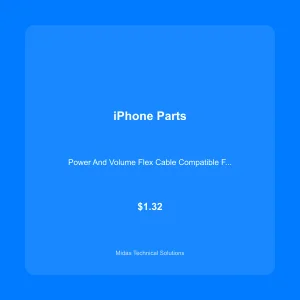 iPhone Parts
Power And Volume Flex Cable Compatible F...
$1.32
Midas Technical Solutions